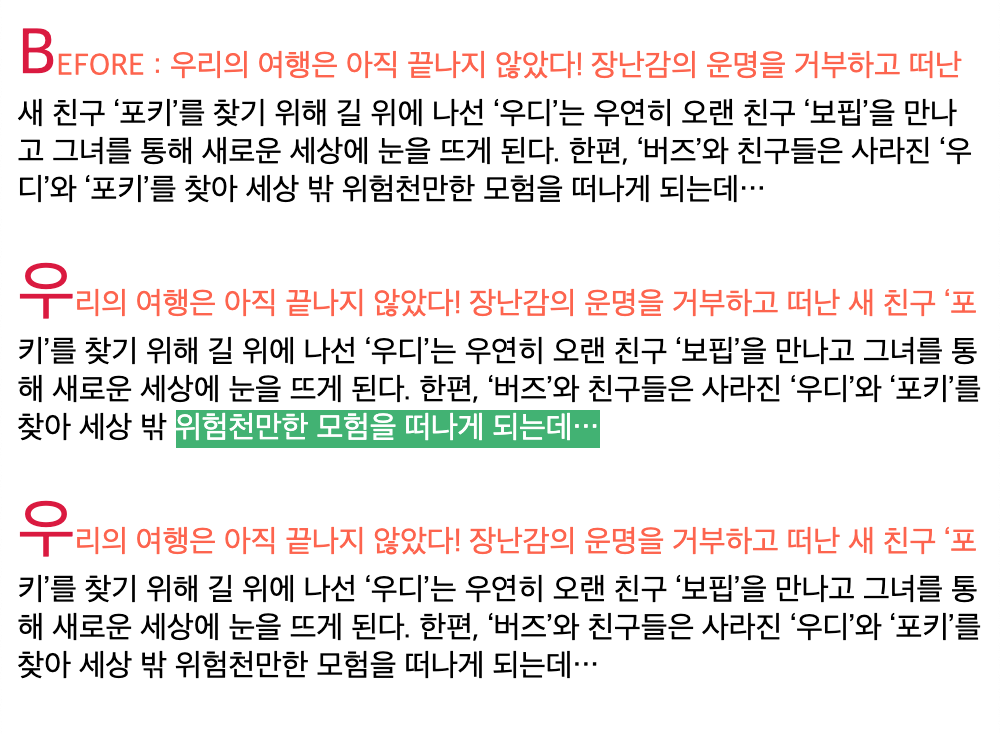 BEFORE : 우리의 여행은 아직 끝나지 않았다! 장난감의 운명을 거부하고 떠난
새 친구 ‘포키’를 찾기 위해 길 위에 나선 ‘우디’는 우연히 오랜 친구 ‘보핍’을 만나
고 그녀를 통해 새로운 세상에 눈을 뜨게 된다. 한편, ‘버즈’와 친구들은 사라진 ‘우
디’와 ‘포키’를 찾아 세상 밖 위험천만한 모험을 떠나게 되는데…
우리의 여행은 아직 끝나지 않았다! 장난감의 운명을 거부하고 떠난 새 친구 ‘포
키’를 찾기 위해 길 위에 나선 ‘우디’는 우연히 오랜 친구 ‘보핍’을 만나고 그녀를 통
해 새로운 세상에 눈을 뜨게 된다. 한편, ‘버즈’와 친구들은 사라진 ‘우디’와 ‘포키’를
찾아 세상 밖 위험천만한 모험을 떠나게 되는데…
우리의 여행은 아직 끝나지 않았다! 장난감의 운명을 거부하고 떠난 새 친구 ‘포
키’를 찾기 위해 길 위에 나선 ‘우디’는 우연히 오랜 친구 ‘보핍’을 만나고 그녀를 통
해 새로운 세상에 눈을 뜨게 된다. 한편, ‘버즈’와 친구들은 사라진 ‘우디’와 ‘포키’를
찾아 세상 밖 위험천만한 모험을 떠나게 되는데…